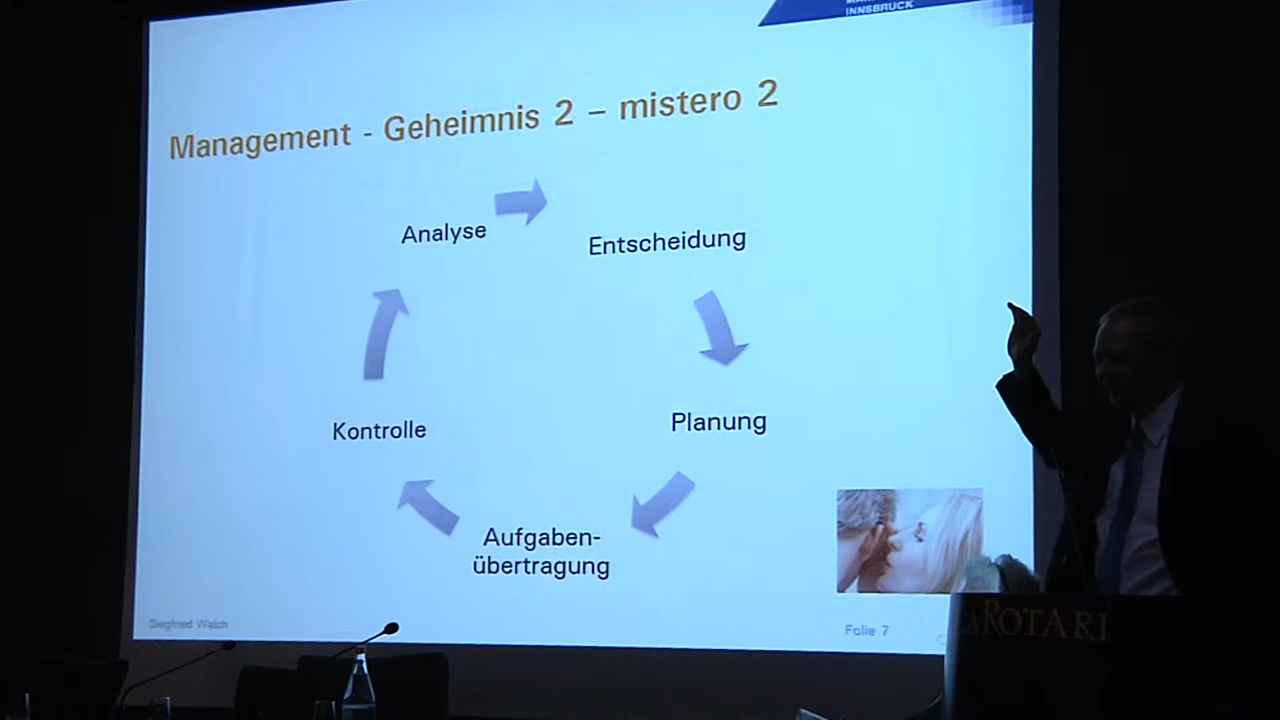 INNSBRUCK
Management - Geheimnis 2 – mistero 2
Analyse
Entscheidung
Kontrolle
Planung
Aufgaben-
übertragung
Siegfried Walch
Folie 7
ROTARI